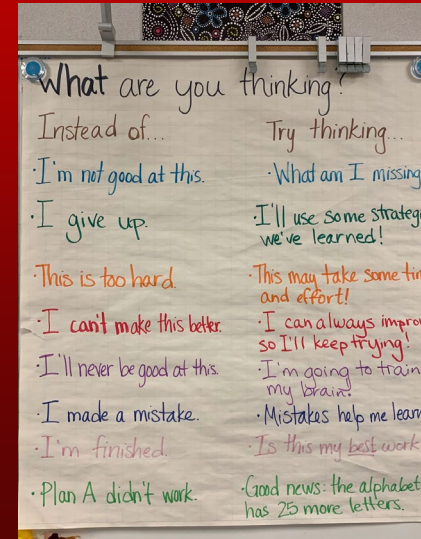 What are you thinking?
Instead of...
Try thinking...
·I'm not good at this.
·What am I missing
·I give up.
·I'll use some strateg
we've learned!
·This is too hard.
·This may take some tim
and effort!
·I can't make this better.
·I can always improv
so I'll keep trying!
·I'll never be good at this.
·I'm going to train
my brain!
·I made a mistake.
·Mistakes help me learn
·I'm finished.
·Is this my best work
·Plan A didn't work.
·Good news: the alphabet
has 25 more letters.